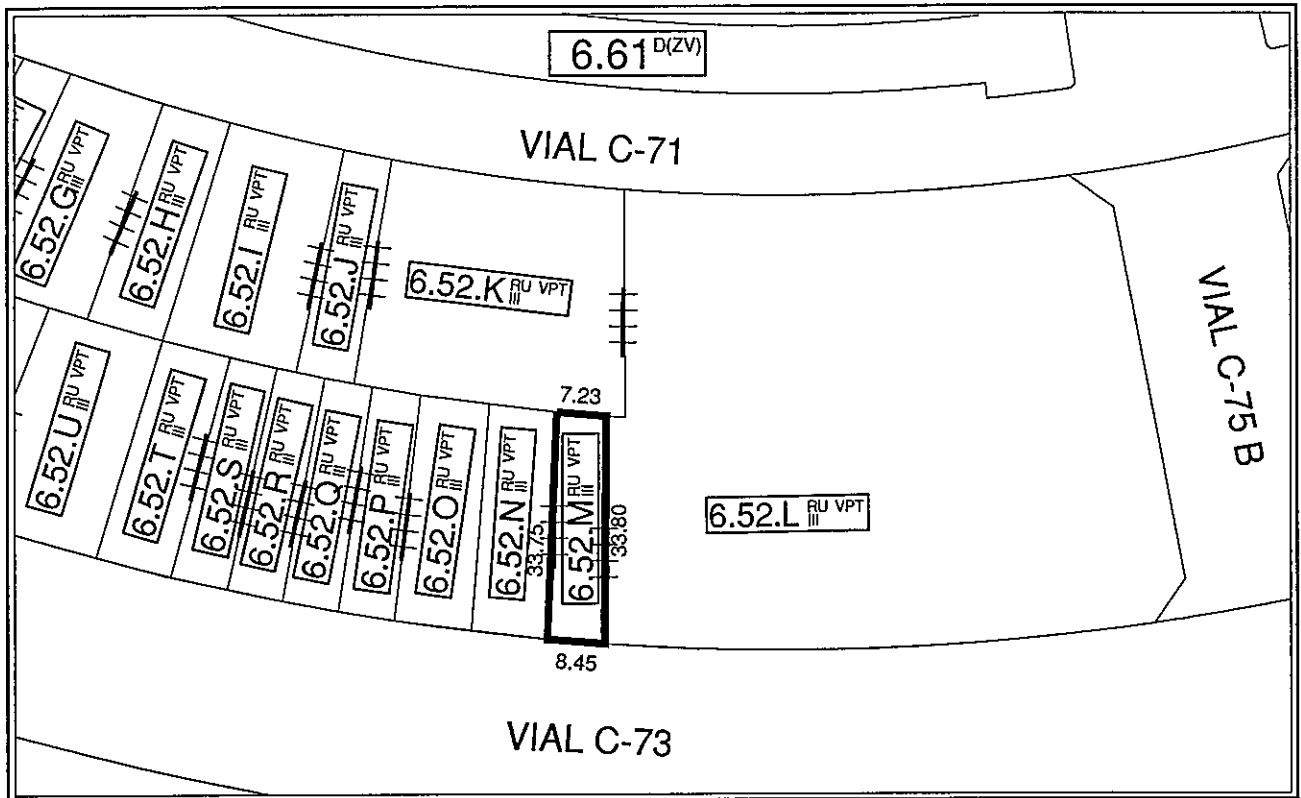 6.61 D(ZV)
VIAL C-71
6.52.G RU VPT III
6.52.H RU VPT III
6.52.I RU VPT III
6.52.J RU VPT III
6.52.K RU VPT III
VIAL C-75 B
7.23
6.52.U RU VPT III
6.52.T RU VPT III
6.52.S RU VPT III
6.52.R RU VPT III
6.52.Q RU VPT III
6.52.P RU VPT III
6.52.O RU VPT III
6.52.N RU VPT III
33.75
6.52.M RU VPT III
33.80
6.52.L RU VPT III
8.45
VIAL C-73